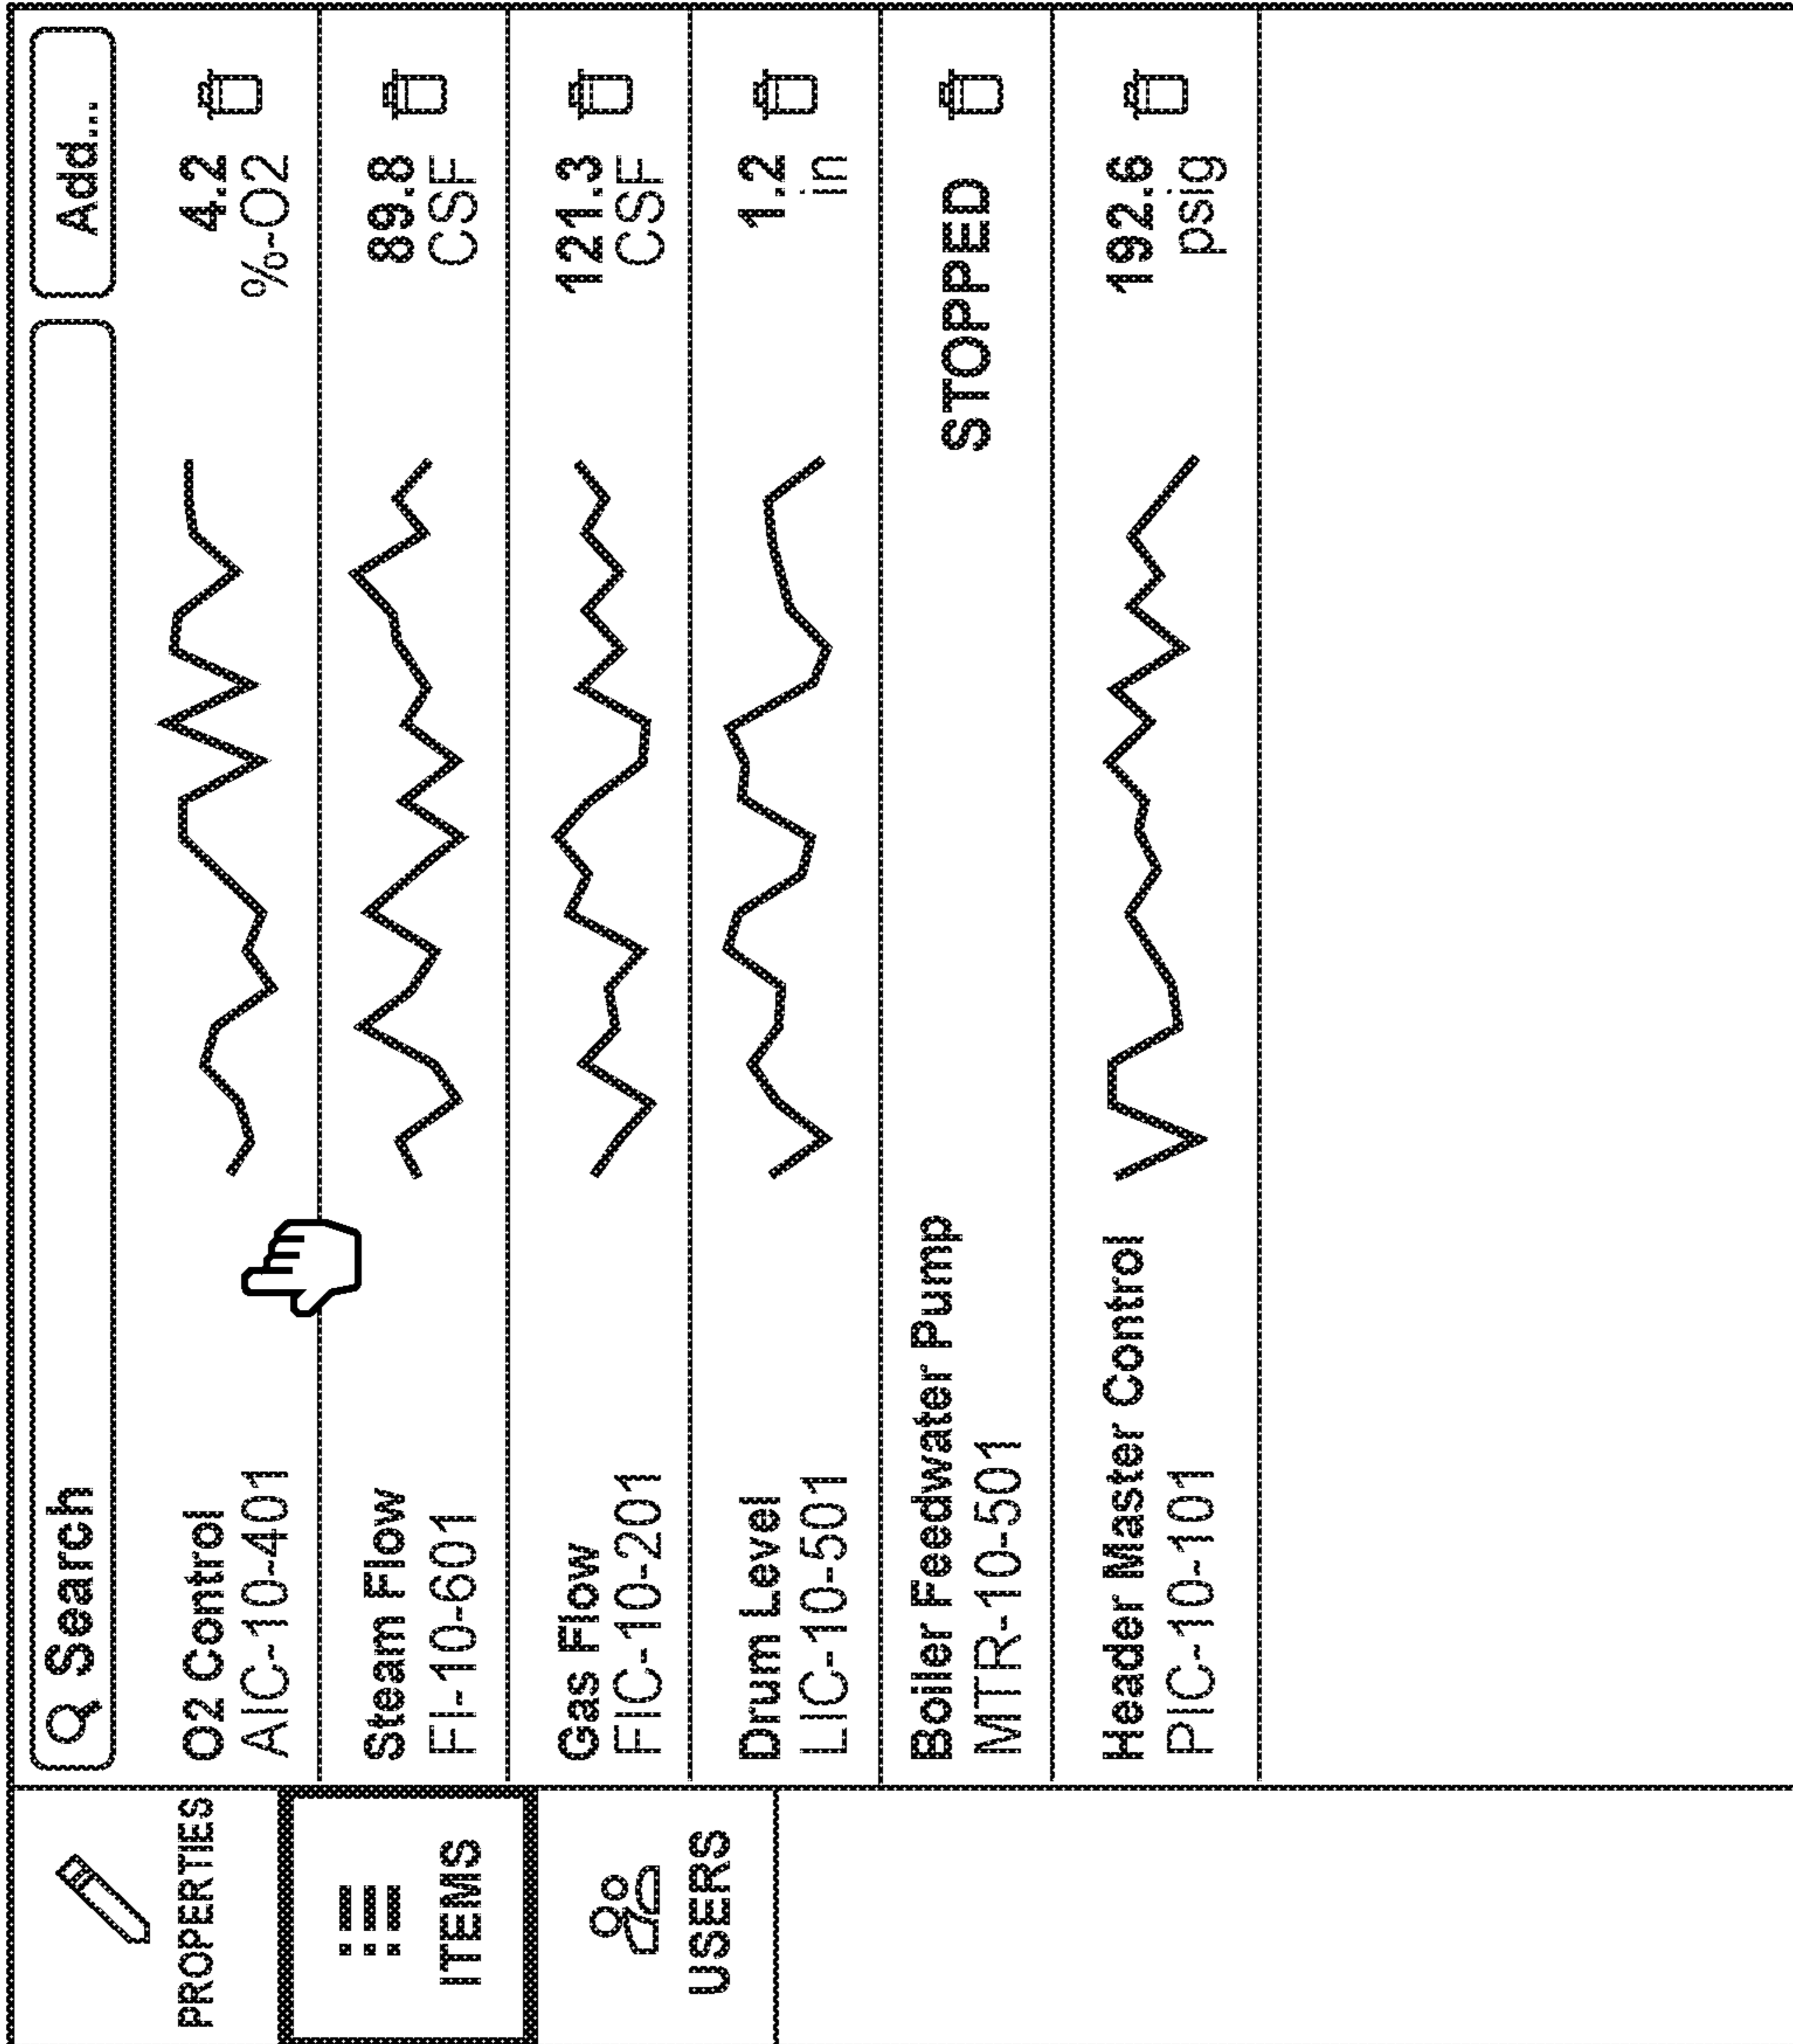 PROPERTIES
ITEMS
USERS
Search
Add...
O2 Control
AIC-10-401
4.2
%-O2
Steam Flow
FI-10-601
89.8
CSF
Gas Flow
FIC-10-201
121.3
CSF
Drum Level
LIC-10-501
1.2
in
Boiler Feedwater Pump
MTR-10-501
STOPPED
Header Master Control
PIC-10-101
192.6
psig